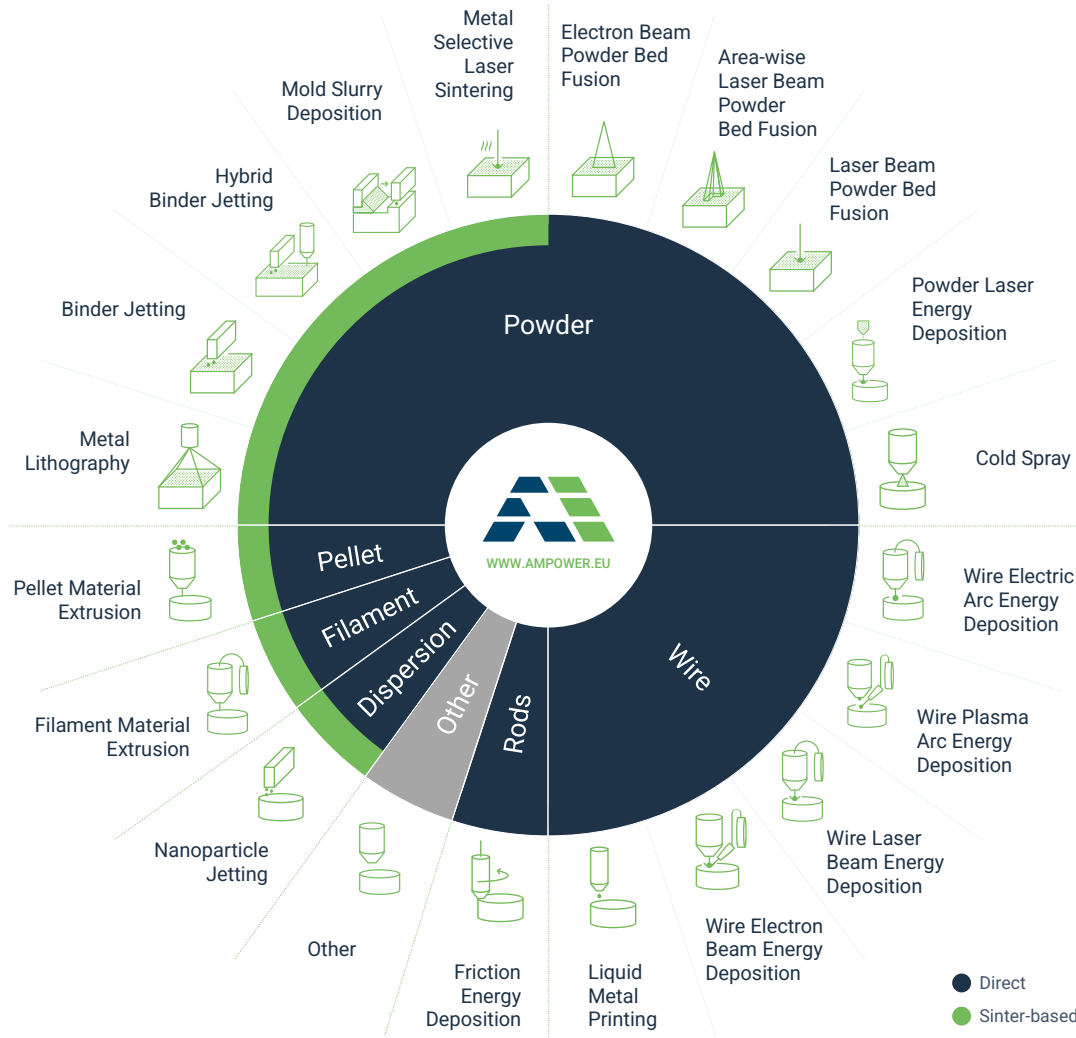 Metal
Selective
Laser
Sintering
Electron Beam
Powder Bed
Fusion
Area-wise
Laser Beam
Powder
Bed Fusion
Mold Slurry
Deposition
Laser Beam
Powder Bed
Fusion
Hybrid
Binder Jetting
Powder Laser
Energy
Deposition
Binder Jetting
Powder
Metal
Lithography
Cold Spray
WWW.AMPOWER.EU
Pellet
Filament
Dispersion
Other
Rods
Wire
Pellet Material
Extrusion
Wire Electric
Arc Energy
Deposition
Filament Material
Extrusion
Wire Plasma
Arc Energy
Deposition
Nanoparticle
Jetting
Wire Laser
Beam Energy
Deposition
Other
Wire Electron
Beam Energy
Deposition
Friction
Energy
Deposition
Liquid
Metal
Printing
Direct
Sinter-based